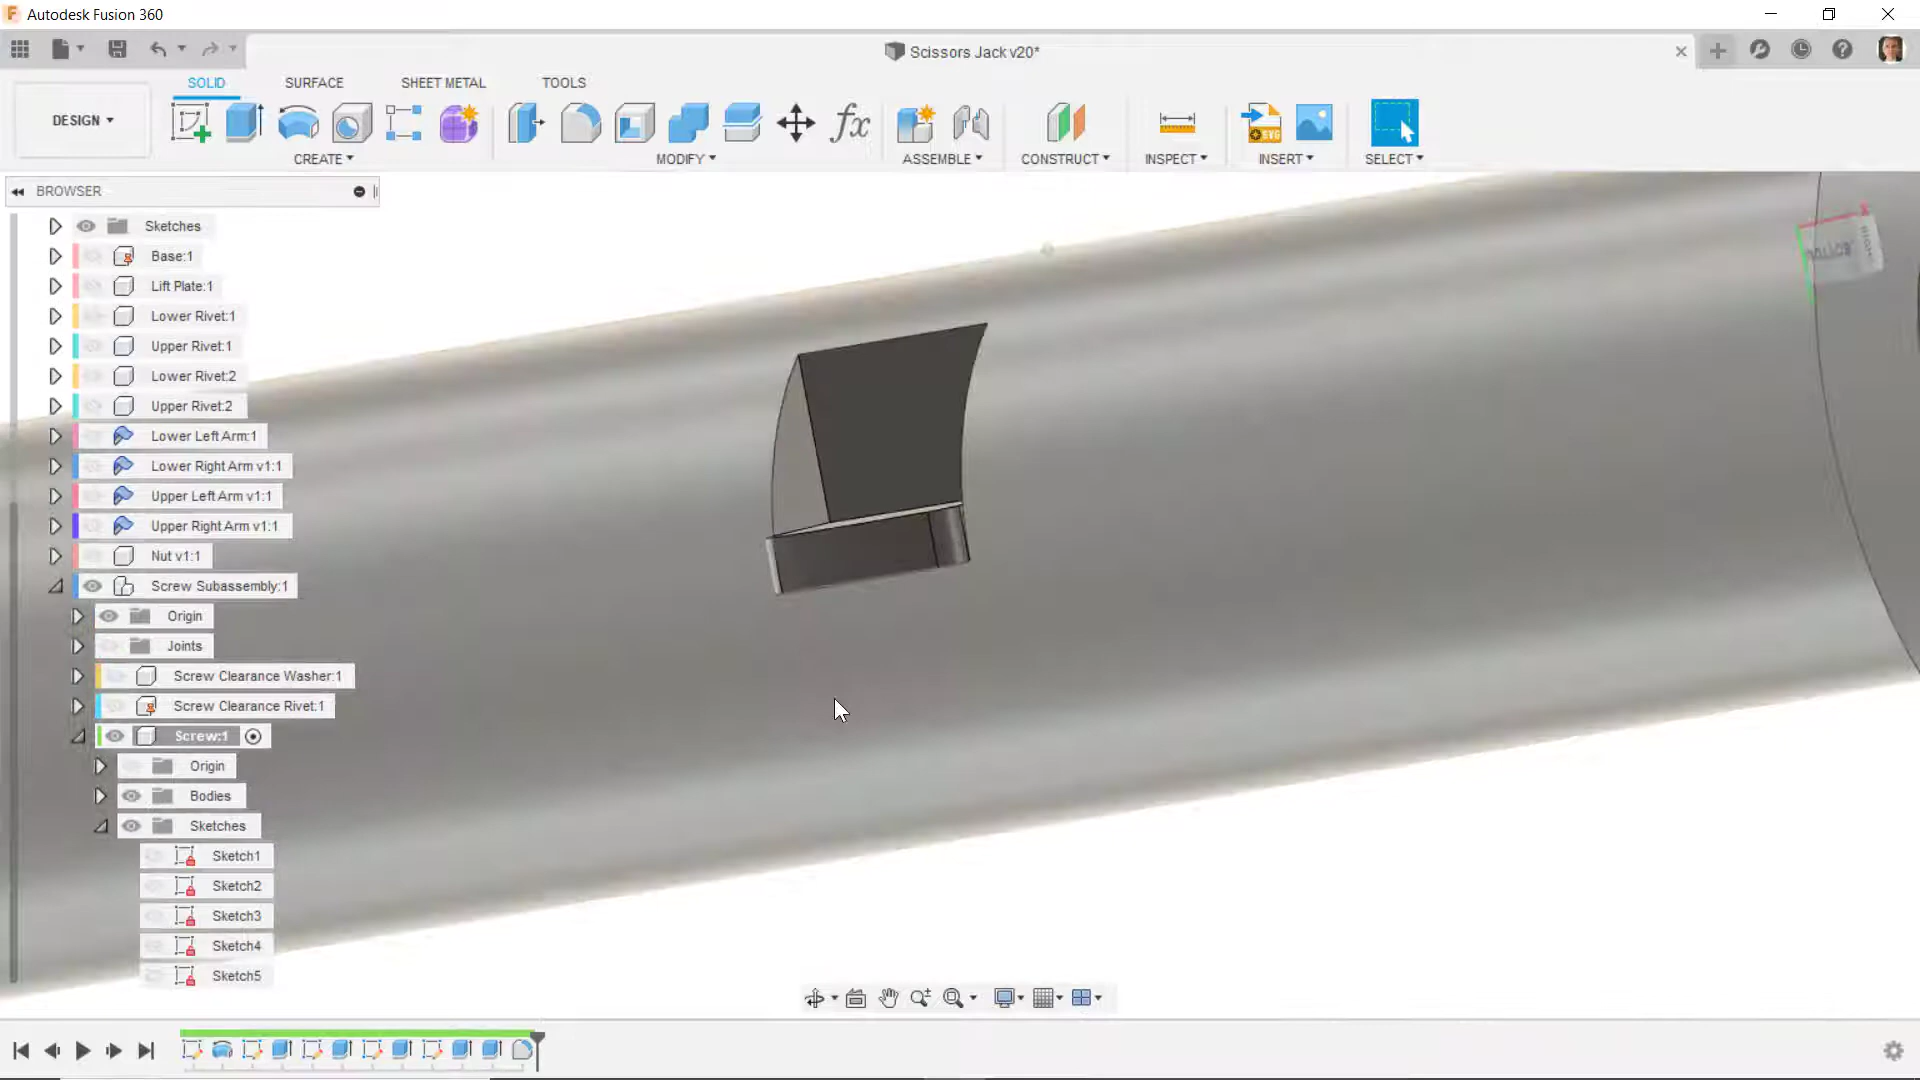 Autodesk Fusion 360
Scissors Jack v20*
SOLID
SURFACE
SHEET METAL
TOOLS
DESIGN
CREATE
MODIFY
ASSEMBLE
CONSTRUCT
INSPECT
INSERT
SELECT
fx
SVG
BROWSER
Sketches
Base:1
Lift Plate:1
Lower Rivet:1
Upper Rivet:1
Lower Rivet:2
Upper Rivet:2
Lower Left Arm:1
Lower Right Arm v1:1
Upper Left Arm v1:1
Upper Right Arm v1:1
Nut v1:1
Screw Subassembly:1
Origin
Joints
Screw Clearance Washer:1
Screw Clearance Rivet:1
Screw:1
Origin
Bodies
Sketches
Sketch1
Sketch2
Sketch3
Sketch4
Sketch5